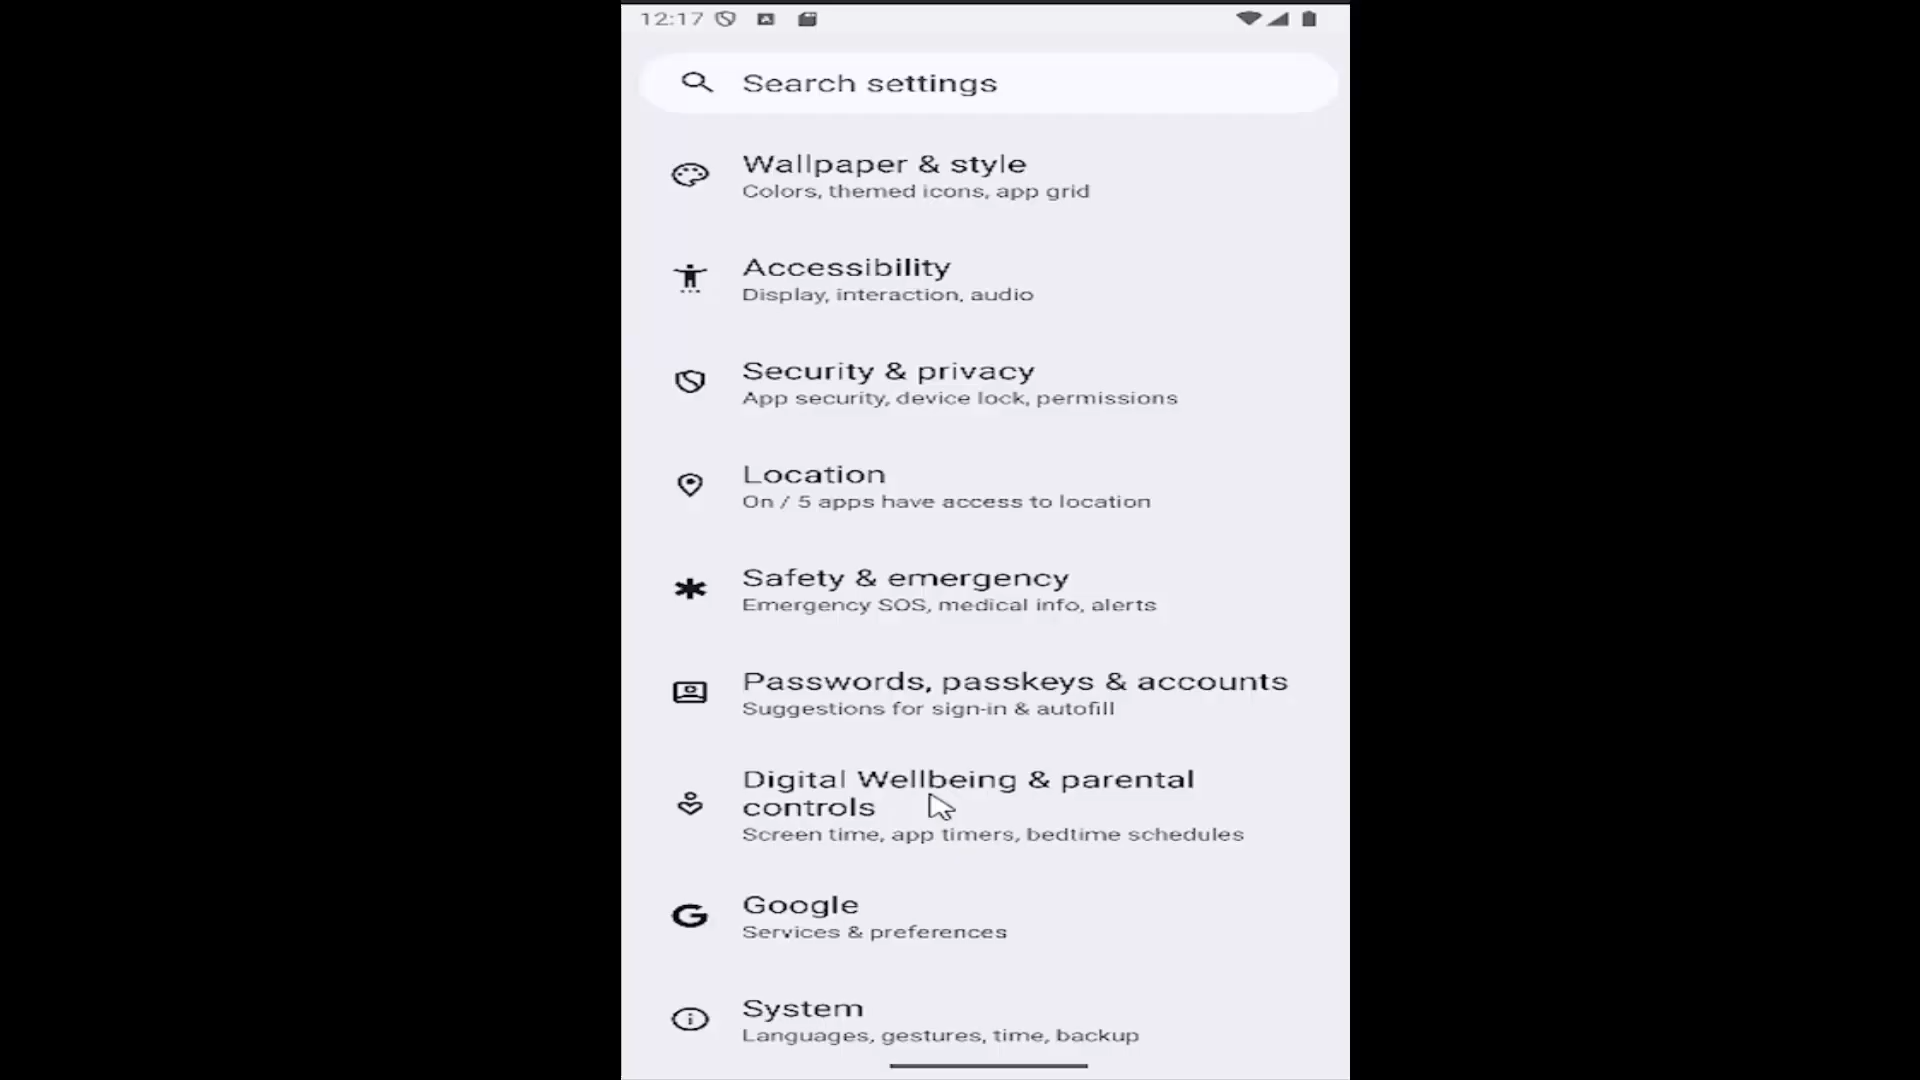 12:17
Search settings
Wallpaper & style
Colors, themed icons, app grid
Accessibility
Display, interaction, audio
Security & privacy
App security, device lock, permissions
Location
On / 5 apps have access to location
Safety & emergency
Emergency SOS, medical info, alerts
Passwords, passkeys & accounts
Suggestions for sign-in & autofill
Digital Wellbeing & parental
controls
Screen time, app timers, bedtime schedules
Google
Services & preferences
System
Languages, gestures, time, backup